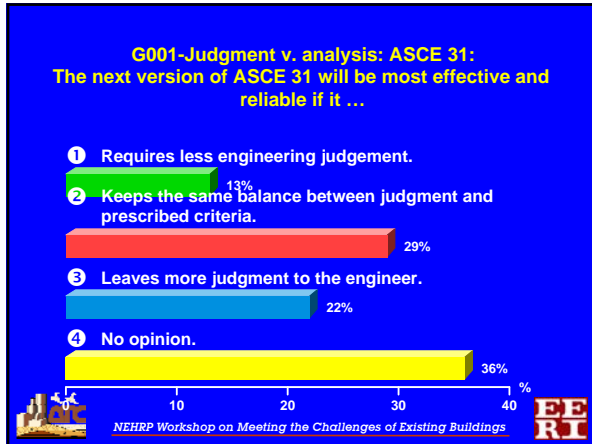 G001-Judgment v. analysis: ASCE 31:
The next version of ASCE 31 will be most effective and
reliable if it …
❶ Requires less engineering judgement.
13%
❷ Keeps the same balance between judgment and
prescribed criteria.
29%
❸ Leaves more judgment to the engineer.
22%
❹ No opinion.
36%
%
0 10 20 30 40
NEHRP Workshop on Meeting the Challenges of Existing Buildings
EE
RI